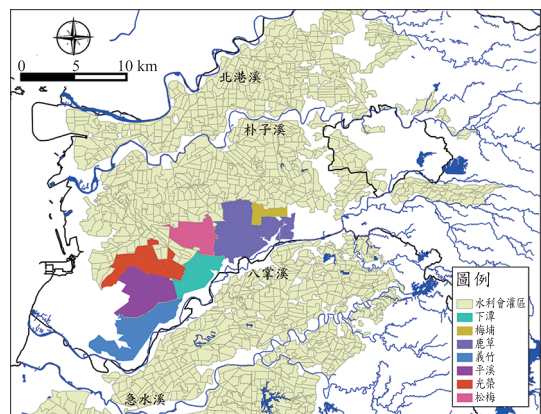 0 5 10 km
北港溪
朴子溪
八掌溪
急水溪
圖例
水利會灌區
下潭
梅埔
鹿草
義竹
平溪
光榮
松梅